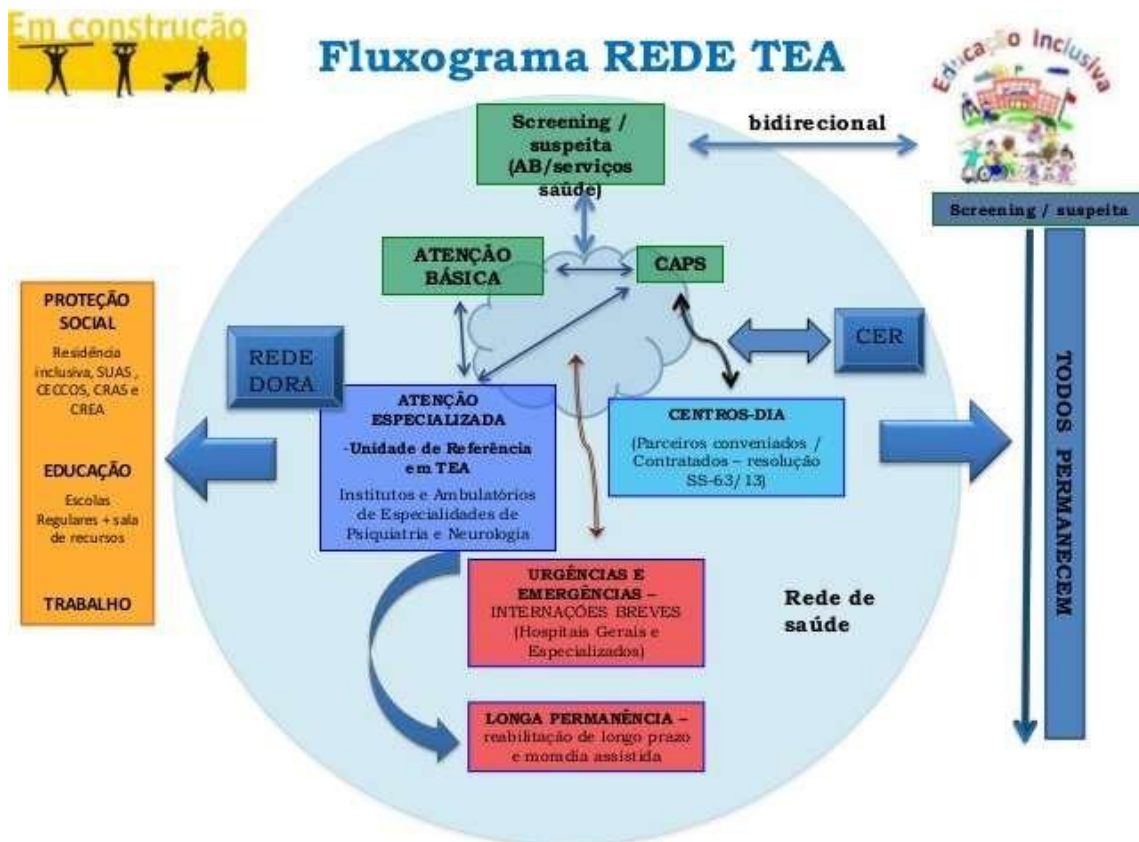 Em construção
Fluxograma REDE TEA
Educação Inclusiva
Screening /
suspeita
(AB/serviços
saúde)
bidirecional
Screening / suspeita
ATENÇÃO
BÁSICA
CAPS
PROTEÇÃO
SOCIAL
Residência
inclusiva, SUAS ,
CECCOS, CRAS e
CREA
EDUCAÇÃO
Escolas
Regulares + sala
de recursos
TRABALHO
REDE
DORA
CER
ATENÇÃO
ESPECIALIZADA
-Unidade de Referência
em TEA
Institutos e Ambulatórios
de Especialidades de
Psiquiatria e Neurologia
CENTROS-DIA
(Parceiros conveniados /
Contratados – resolução
SS-63/13)
TODOS PERMANECEM
URGÊNCIAS E
EMERGÊNCIAS –
INTERNAÇÕES BREVES
(Hospitais Gerais e
Especializados)
Rede de
saúde
LONGA PERMANÊNCIA –
reabilitação de longo prazo
e moradia assistida